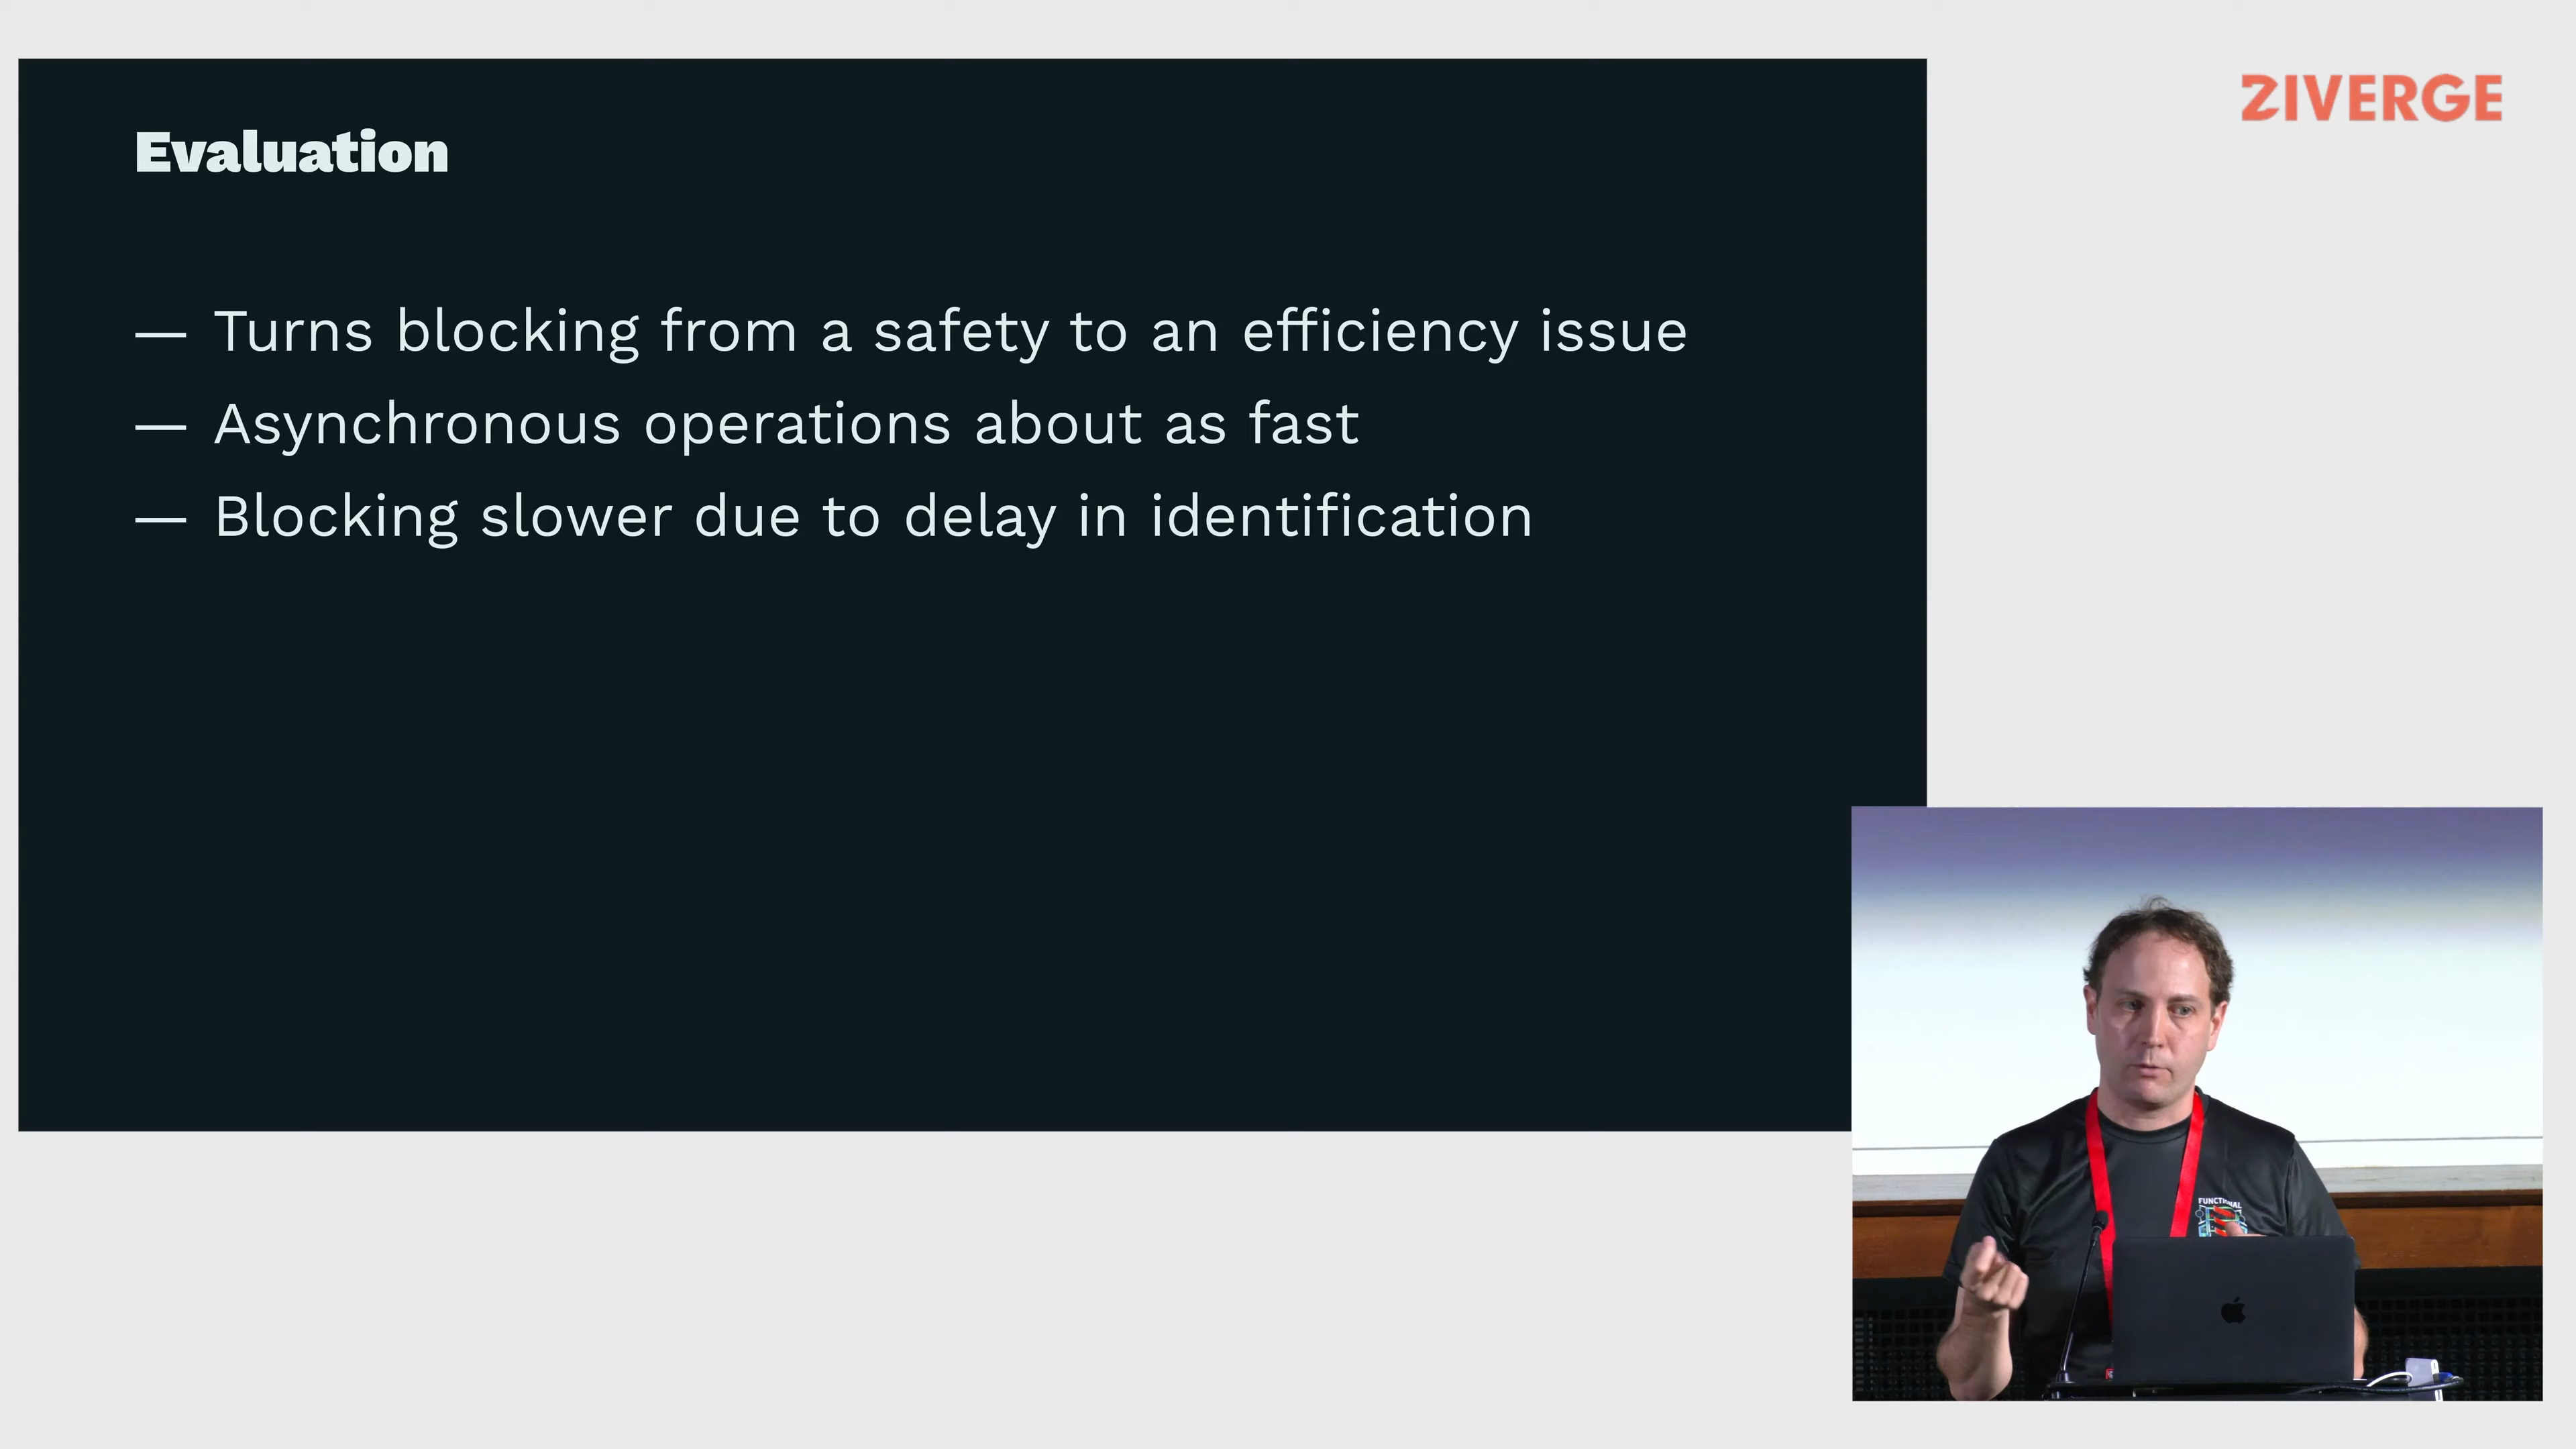 ZIVERGE
Evaluation
— Turns blocking from a safety to an efficiency issue
— Asynchronous operations about as fast
— Blocking slower due to delay in identification